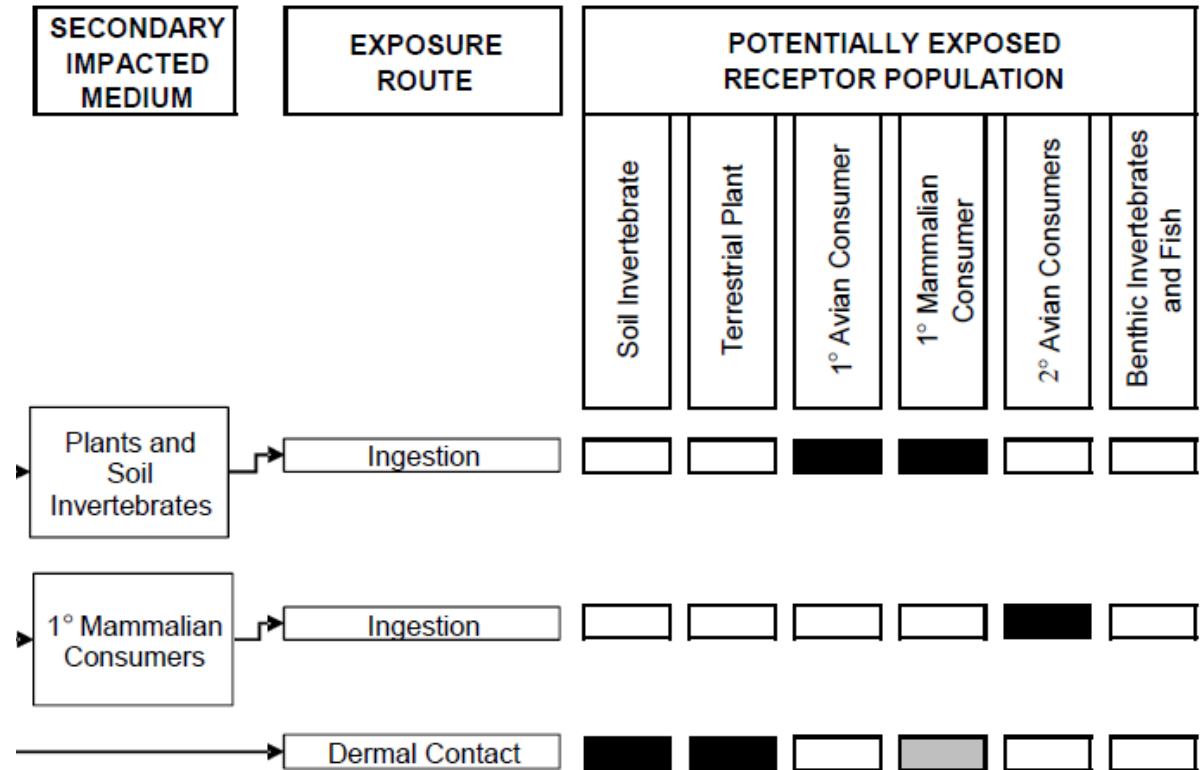 SECONDARY
IMPACTED
MEDIUM
EXPOSURE
ROUTE
POTENTIALLY EXPOSED
RECEPTOR POPULATION
Soil Invertebrate
Terrestrial Plant
1° Avian Consumer
1° Mammalian
Consumer
2° Avian Consumers
Benthic Invertebrates
and Fish
Plants and
Soil
Invertebrates
Ingestion
1° Mammalian
Consumers
Ingestion
Dermal Contact